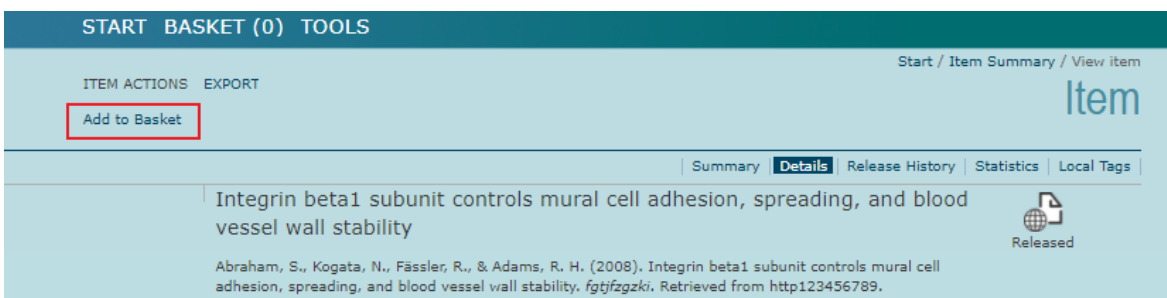 START BASKET (0) TOOLS
Start / Item Summary / View item
ITEM ACTIONS EXPORT
Item
Add to Basket
Summary | Details | Release History | Statistics | Local Tags
Integrin beta1 subunit controls mural cell adhesion, spreading, and blood
vessel wall stability
Released
Abraham, S., Kogata, N., Fässler, R., & Adams, R. H. (2008). Integrin beta1 subunit controls mural cell
adhesion, spreading, and blood vessel wall stability. fgtjfzgzki. Retrieved from http123456789.